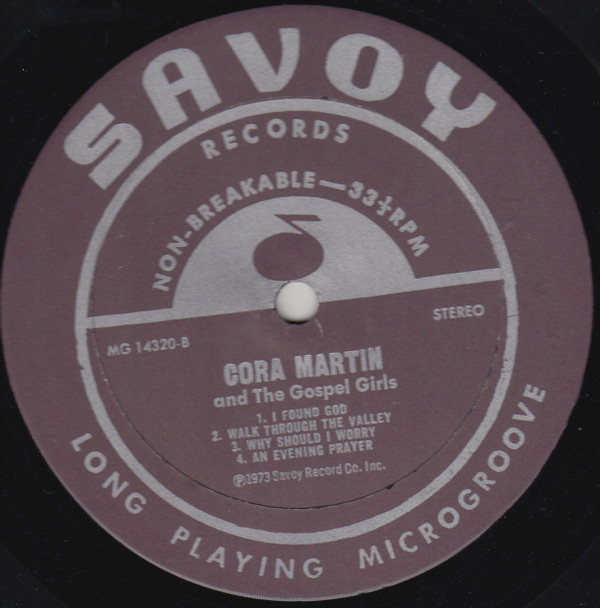 SAVOY
RECORDS
NON-BREAKABLE—33⅓RPM
STEREO
MG 14320-B
CORA MARTIN
and The Gospel Girls
1. I FOUND GOD
2. WALK THROUGH THE VALLEY
3. WHY SHOULD I WORRY
4. AN EVENING PRAYER
℗1973 Savoy Record Co. Inc.
LONG PLAYING MICROGROOVE